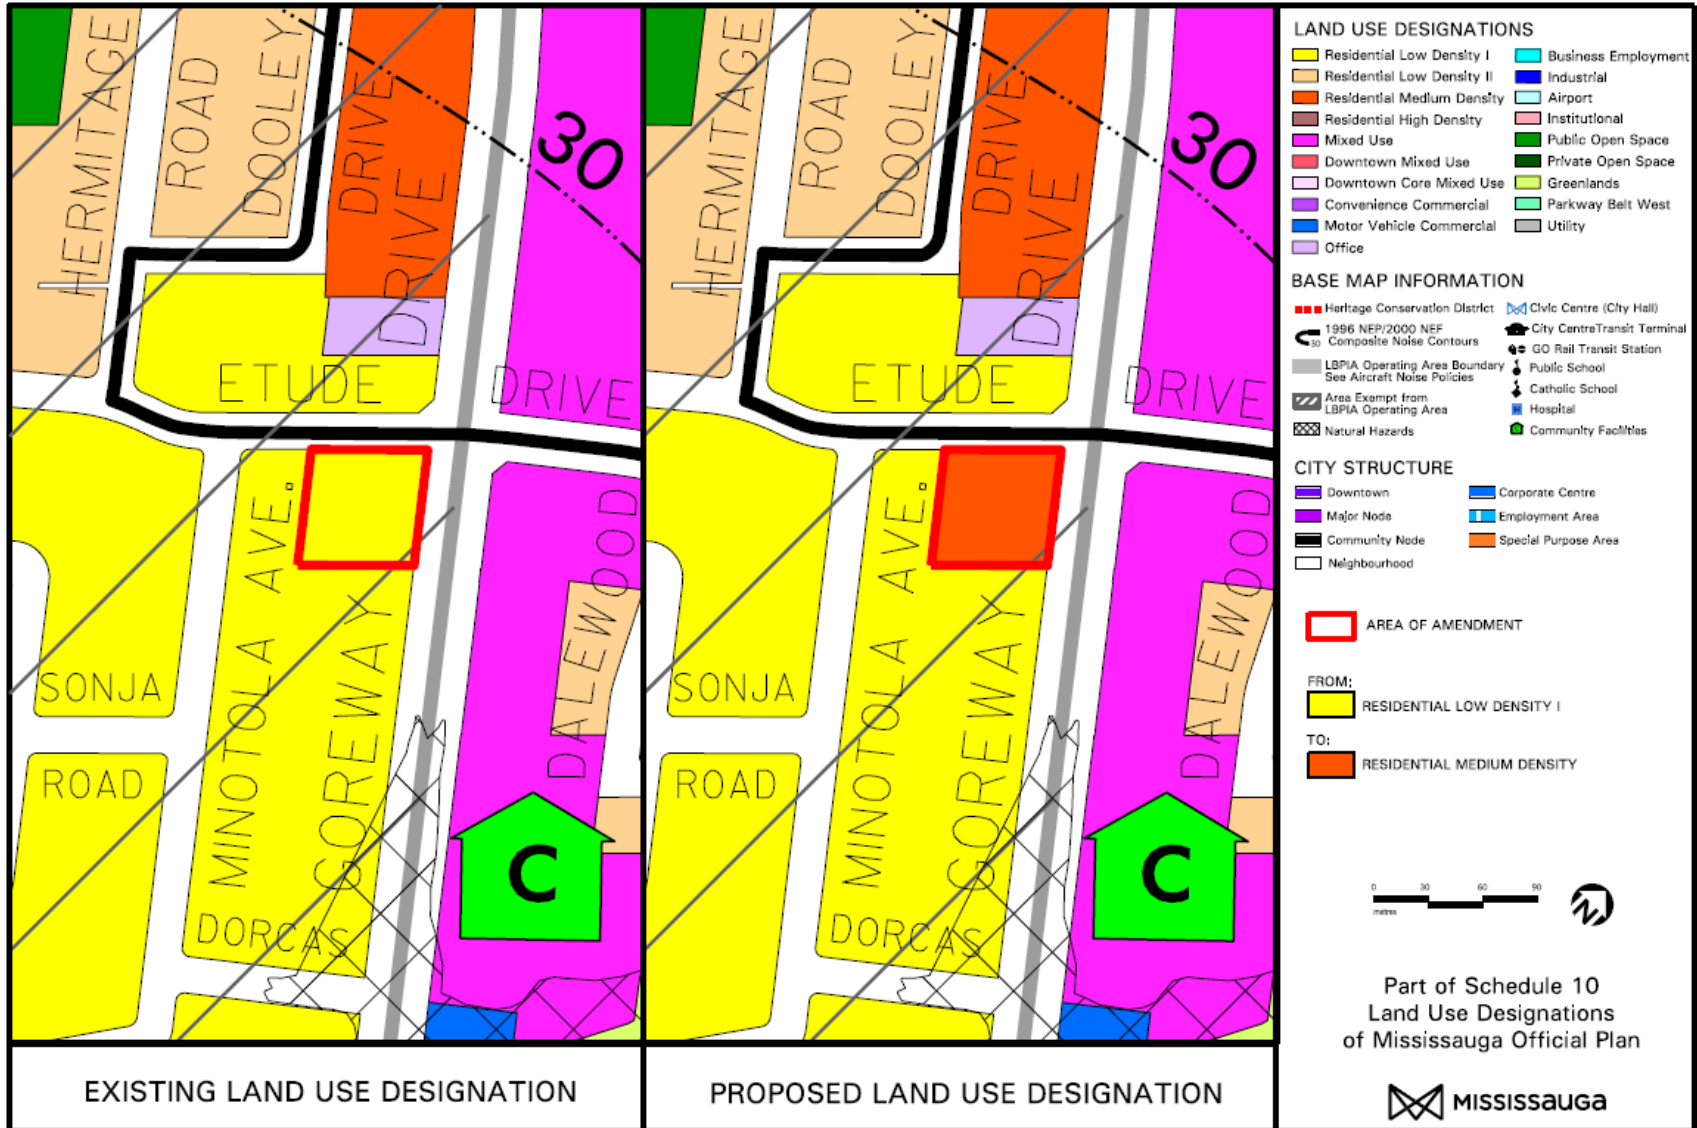 HERMITAGE
ROAD
DOOLEY
DRIVE
DRIVE
30
ETUDE
DRIVE
AVE.
MINOTOLA
GOREWAY
DALEWOOD
SONJA
ROAD
DORCAS
C
EXISTING LAND USE DESIGNATION
HERMITAGE
ROAD
DOOLEY
DRIVE
DRIVE
30
ETUDE
DRIVE
AVE.
MINOTOLA
GOREWAY
DALEWOOD
SONJA
ROAD
DORCAS
C
PROPOSED LAND USE DESIGNATION
LAND USE DESIGNATIONS
Residential Low Density I
Residential Low Density II
Residential Medium Density
Residential High Density
Mixed Use
Downtown Mixed Use
Downtown Core Mixed Use
Convenience Commercial
Motor Vehicle Commercial
Office
Business Employment
Industrial
Airport
Institutional
Public Open Space
Private Open Space
Greenlands
Parkway Belt West
Utility
BASE MAP INFORMATION
Heritage Conservation District
30
1996 NEP/2000 NEF
Composite Noise Contours
LBPIA Operating Area Boundary
See Aircraft Noise Policies
Area Exempt from
LBPIA Operating Area
Natural Hazards
Civic Centre (City Hall)
City CentreTransit Terminal
GO Rail Transit Station
Public School
Catholic School
H Hospital
Community Facilities
CITY STRUCTURE
Downtown
Major Node
Community Node
Neighbourhood
Corporate Centre
Employment Area
Special Purpose Area
AREA OF AMENDMENT
FROM:
RESIDENTIAL LOW DENSITY I
TO:
RESIDENTIAL MEDIUM DENSITY
0 30 60 90
metres
Part of Schedule 10
Land Use Designations
of Mississauga Official Plan
MISSISSauGa